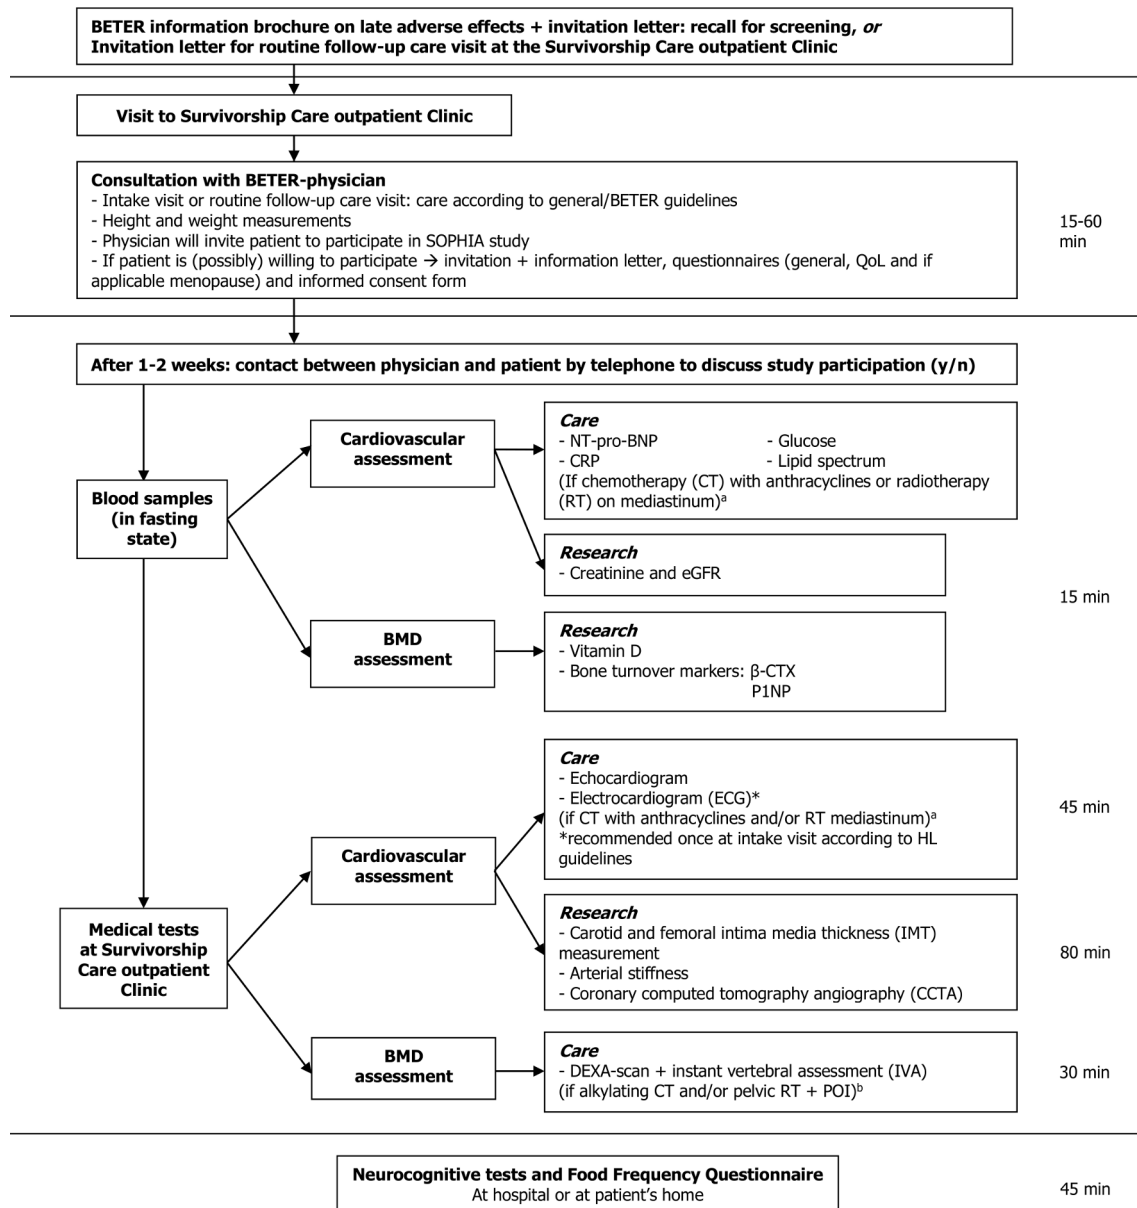 BETER information brochure on late adverse effects + invitation letter: recall for screening, or
Invitation letter for routine follow-up care visit at the Survivorship Care outpatient Clinic
Visit to Survivorship Care outpatient Clinic
Consultation with BETER-physician
- Intake visit or routine follow-up care visit: care according to general/BETER guidelines
- Height and weight measurements
- Physician will invite patient to participate in SOPHIA study
- If patient is (possibly) willing to participate → invitation + information letter, questionnaires (general, QoL and if
applicable menopause) and informed consent form
15-60
min
After 1-2 weeks: contact between physician and patient by telephone to discuss study participation (y/n)
Blood samples
(in fasting
state)
Cardiovascular
assessment
Care
- NT-pro-BNP - Glucose
- CRP - Lipid spectrum
(If chemotherapy (CT) with anthracyclines or radiotherapy
(RT) on mediastinum)ᵃ
Research
- Creatinine and eGFR
BMD
assessment
Research
- Vitamin D
- Bone turnover markers: β-CTX
P1NP
15 min
Medical tests
at Survivorship
Care outpatient
Clinic
Cardiovascular
assessment
Care
- Echocardiogram
- Electrocardiogram (ECG)*
(if CT with anthracyclines and/or RT mediastinum)ᵃ
*recommended once at intake visit according to HL
guidelines
45 min
Research
- Carotid and femoral intima media thickness (IMT)
measurement
- Arterial stiffness
- Coronary computed tomography angiography (CCTA)
80 min
BMD
assessment
Care
- DEXA-scan + instant vertebral assessment (IVA)
(if alkylating CT and/or pelvic RT + POI)ᵇ
30 min
Neurocognitive tests and Food Frequency Questionnaire
At hospital or at patient's home
45 min